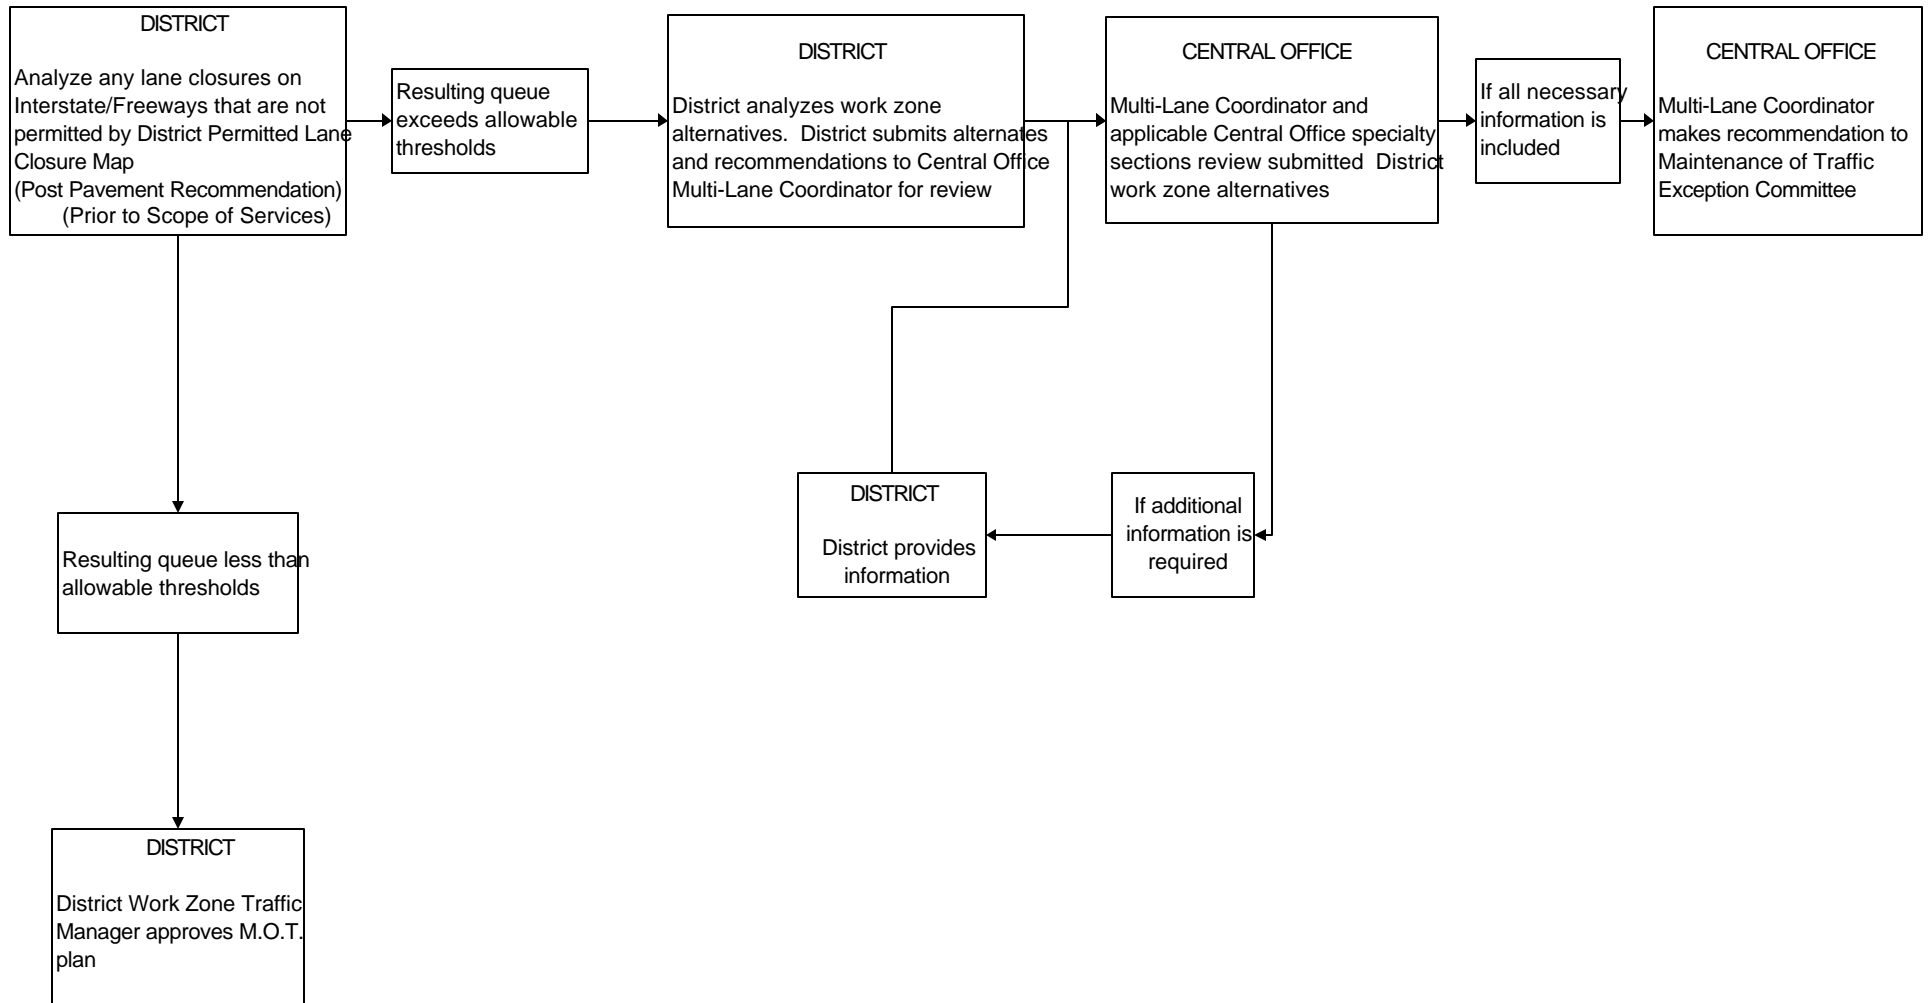 DISTRICT
Analyze any lane closures on
Interstate/Freeways that are not
permitted by District Permitted Lane
Closure Map
(Post Pavement Recommendation)
(Prior to Scope of Services)
Resulting queue
exceeds allowable
thresholds
DISTRICT
District analyzes work zone
alternatives. District submits alternates
and recommendations to Central Office
Multi-Lane Coordinator for review
CENTRAL OFFICE
Multi-Lane Coordinator and
applicable Central Office specialty
sections review submitted District
work zone alternatives
If all necessary
information is
included
CENTRAL OFFICE
Multi-Lane Coordinator
makes recommendation to
Maintenance of Traffic
Exception Committee
DISTRICT
District provides
information
If additional
information is
required
Resulting queue less than
allowable thresholds
DISTRICT
District Work Zone Traffic
Manager approves M.O.T.
plan